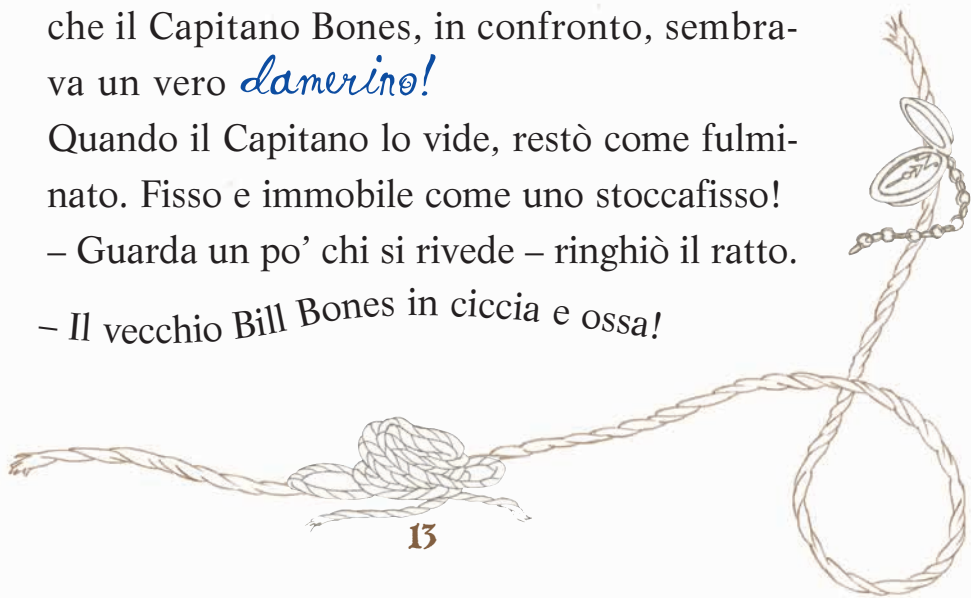 che il Capitano Bones, in confronto, sembra-
va un vero damerino!
Quando il Capitano lo vide, restò come fulmi-
nato. Fisso e immobile come uno stoccafisso!
– Guarda un po’ chi si rivede – ringhiò il ratto.
– Il vecchio Bill Bones in ciccia e ossa!
13